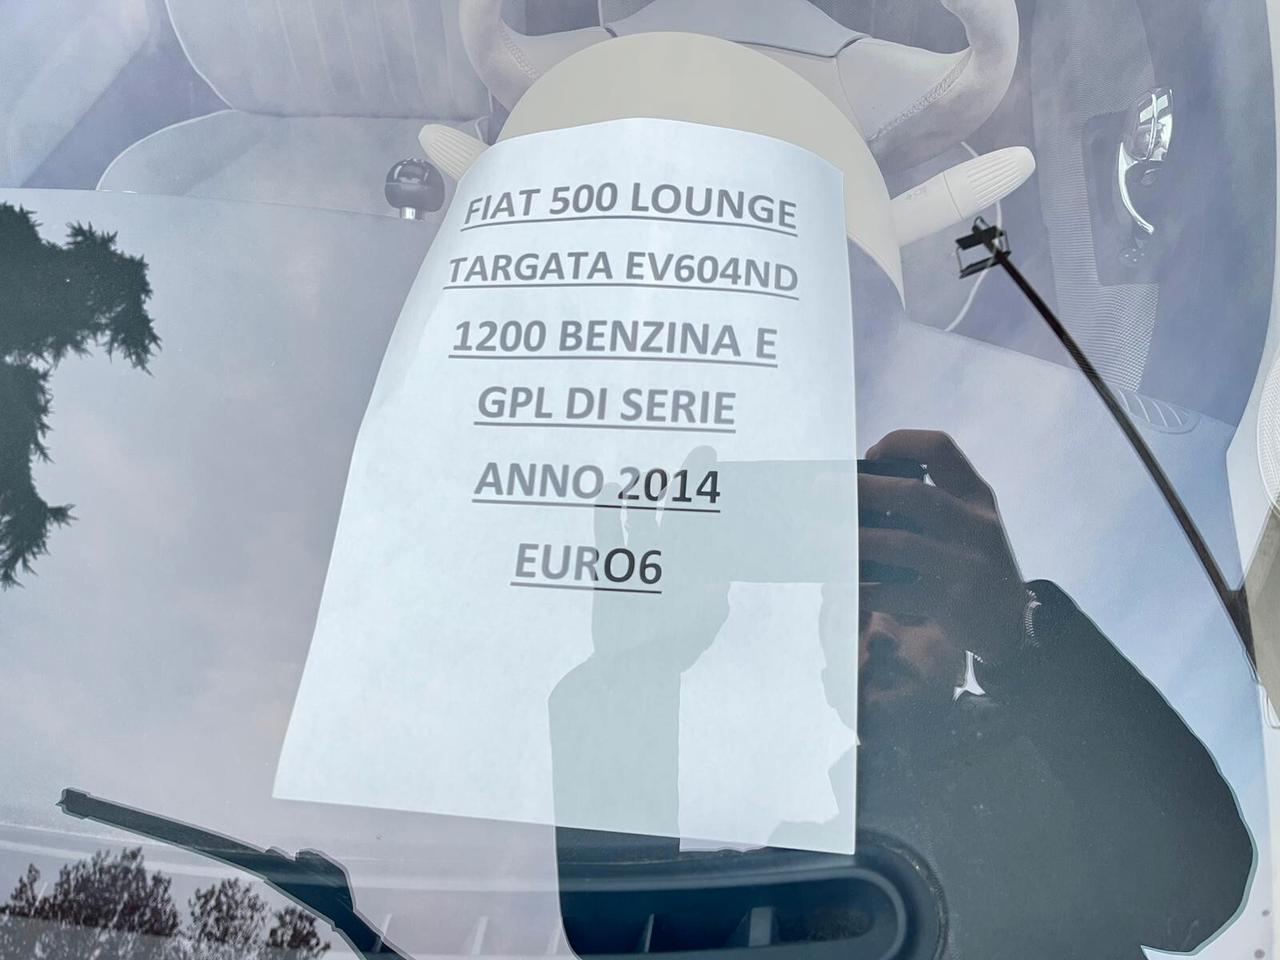 FIAT 500 LOUNGE
TARGATA EV604ND
1200 BENZINA E
GPL DI SERIE
ANNO 2014
EURO6